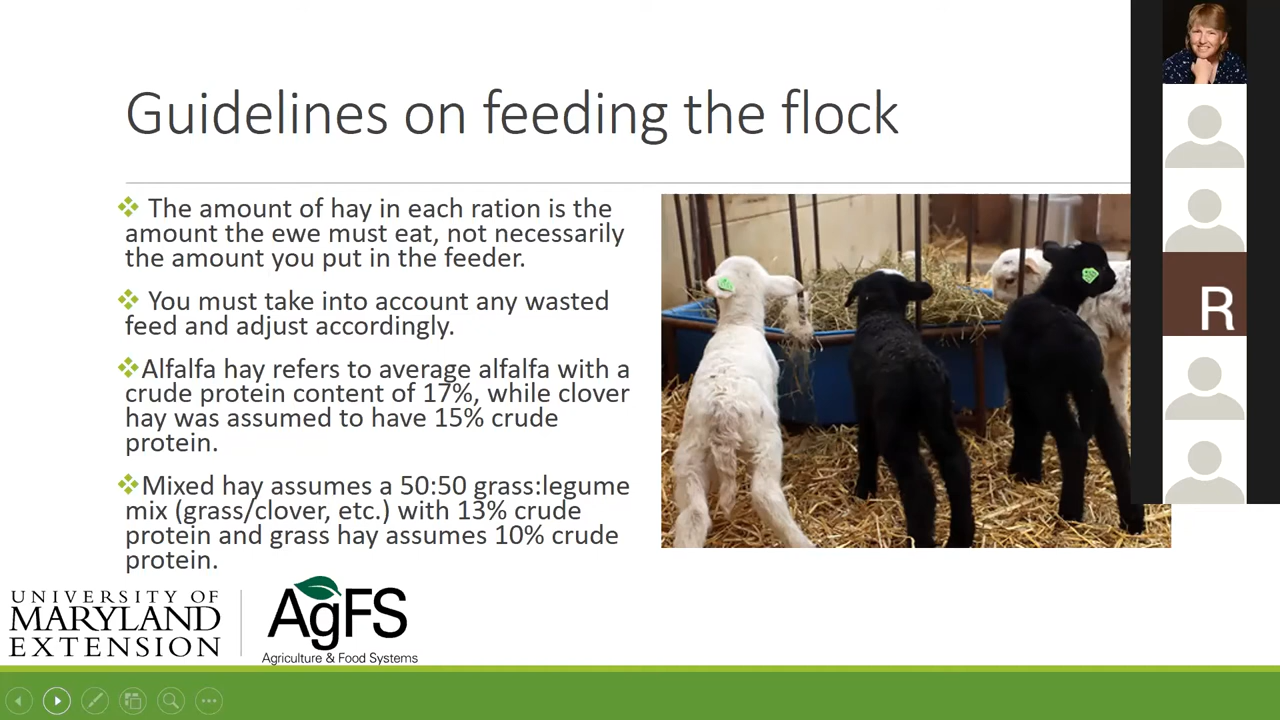 Guidelines on feeding the flock
The amount of hay in each ration is the
amount the ewe must eat, not necessarily
the amount you put in the feeder.
You must take into account any wasted
feed and adjust accordingly.
Alfalfa hay refers to average alfalfa with a
crude protein content of 17%, while clover
hay was assumed to have 15% crude
protein.
Mixed hay assumes a 50:50 grass:legume
mix (grass/clover, etc.) with 13% crude
protein and grass hay assumes 10% crude
protein.
R
UNIVERSITY OF
MARYLAND
EXTENSION
AgFS
Agriculture & Food Systems